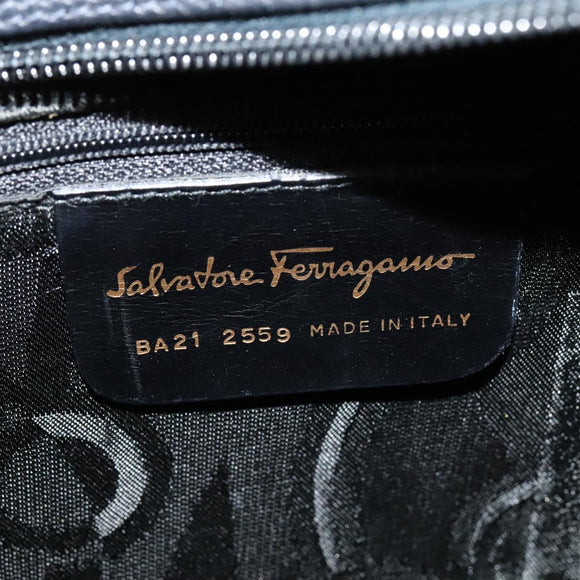 Salvatore Ferragamo
BA21 2559 MADE IN ITALY